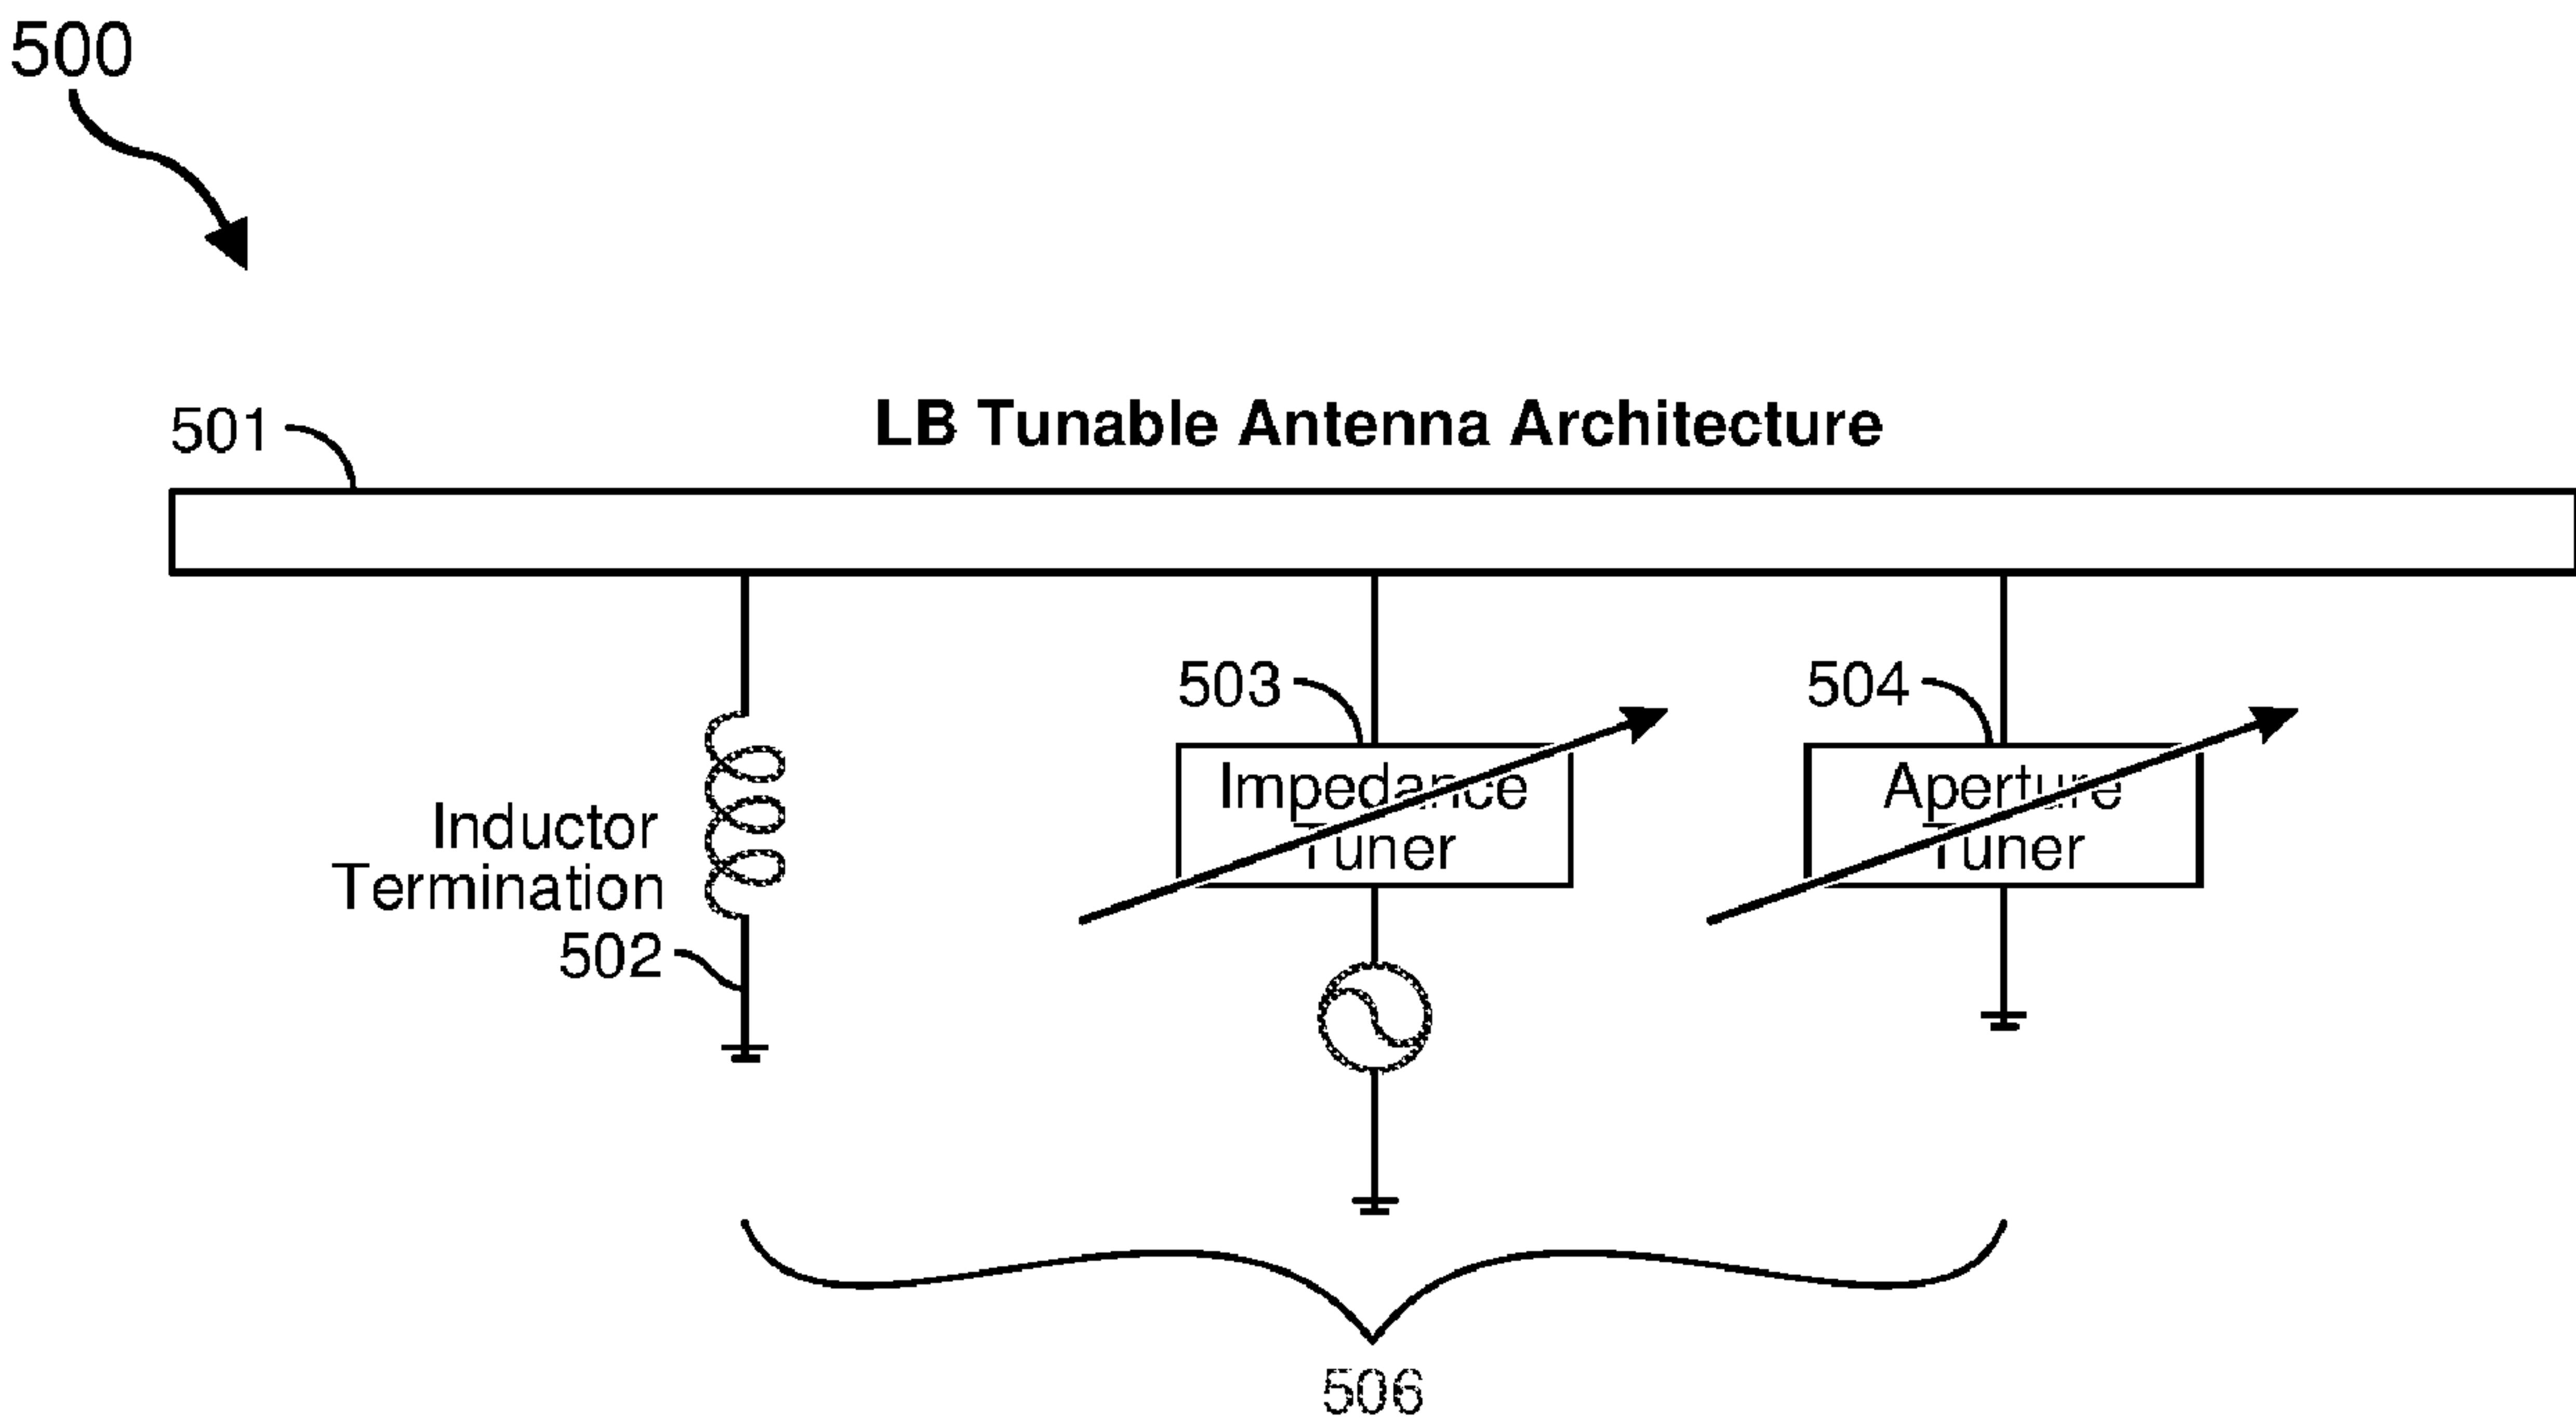 500
LB Tunable Antenna Architecture
501
503
504
Impedance
Tuner
Aperture
Tuner
Inductor
Termination
502
506